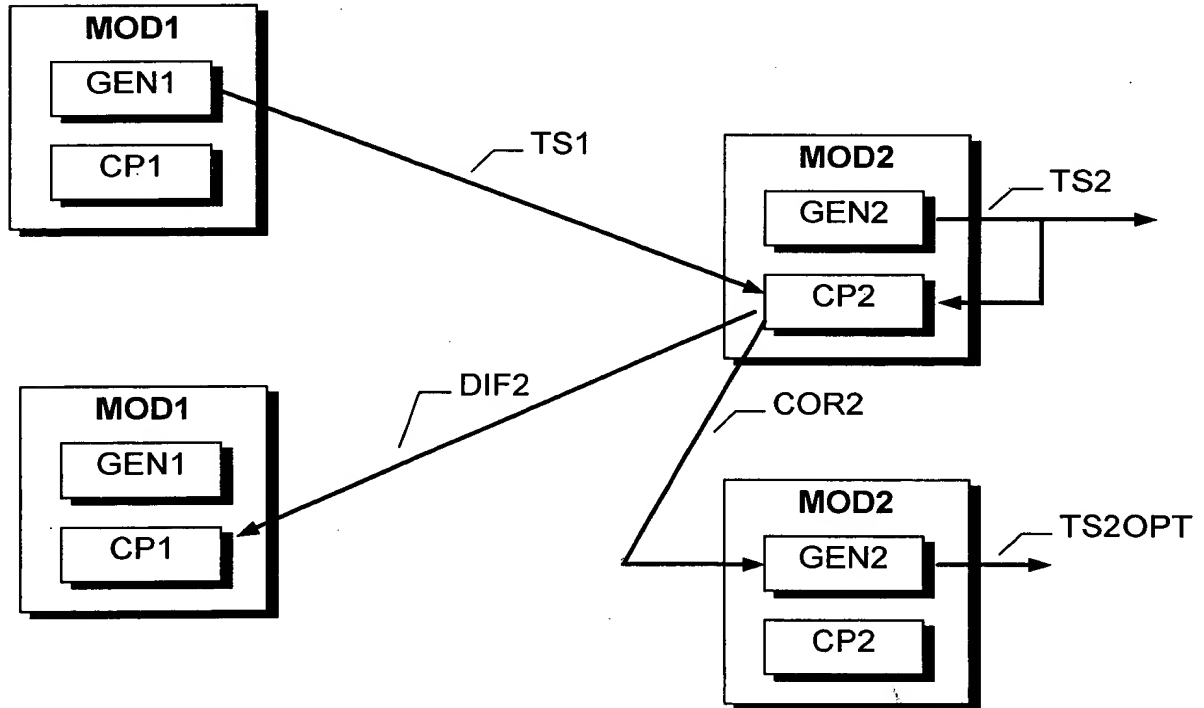 MOD1
GEN1
CP1
TS1
MOD2
GEN2
CP2
TS2
DIF2
COR2
MOD1
GEN1
CP1
MOD2
GEN2
CP2
TS2OPT